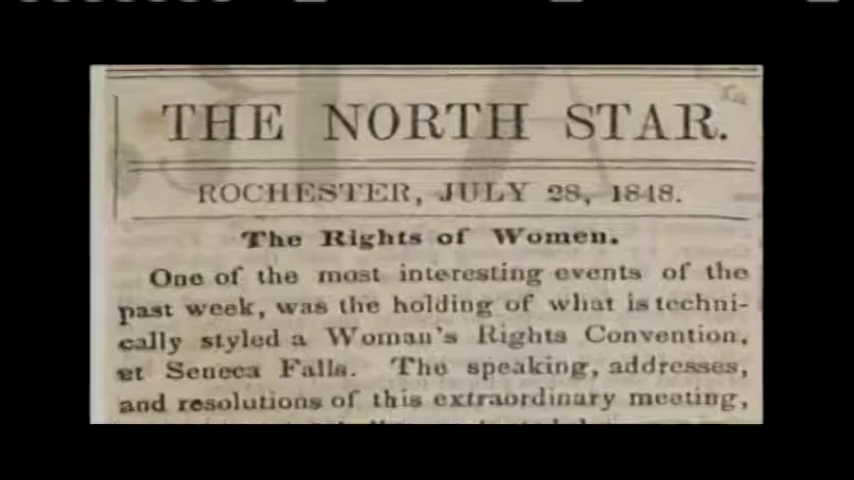 THE NORTH STAR.
ROCHESTER, JULY 28, 1848.
The Rights of Women.
One of the most interesting events of the
past week, was the holding of what is techni-
cally styled a Woman's Rights Convention,
et Seneca Falls. The speaking, addresses,
and resolutions of this extraordinary meeting,